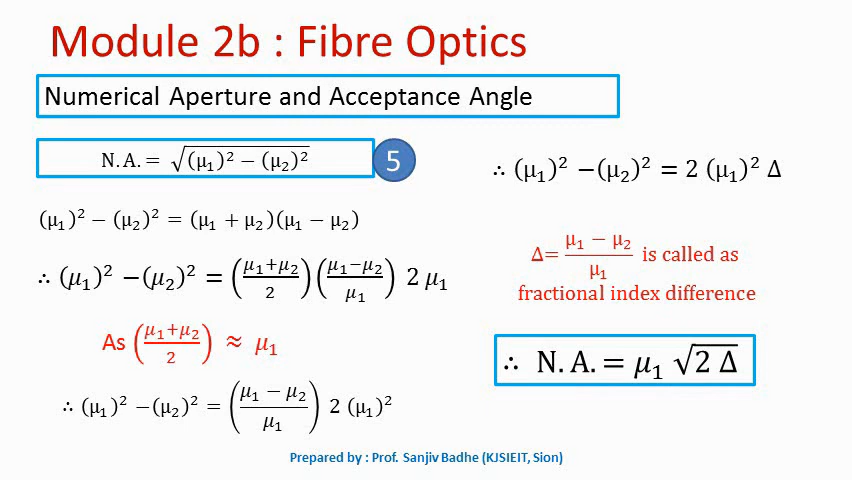 Module 2b : Fibre Optics
Numerical Aperture and Acceptance Angle
N. A. = √((μ₁)² − (μ₂)²)
5
(μ₁)² − (μ₂)² = (μ₁ + μ₂)(μ₁ − μ₂)
∴ (μ₁)² −(μ₂)² = ((μ₁+μ₂)/2) ((μ₁−μ₂)/μ₁) 2 μ₁
As ((μ₁+μ₂)/2) ≈ μ₁
∴ (μ₁)² −(μ₂)² = ((μ₁ − μ₂)/μ₁) 2 (μ₁)²
∴ (μ₁)² −(μ₂)² = 2 (μ₁)² Δ
Δ= (μ₁ − μ₂)/μ₁ is called as
fractional index difference
∴ N. A. = μ₁ √(2 Δ)
Prepared by : Prof. Sanjiv Badhe (KJSIEIT, Sion)